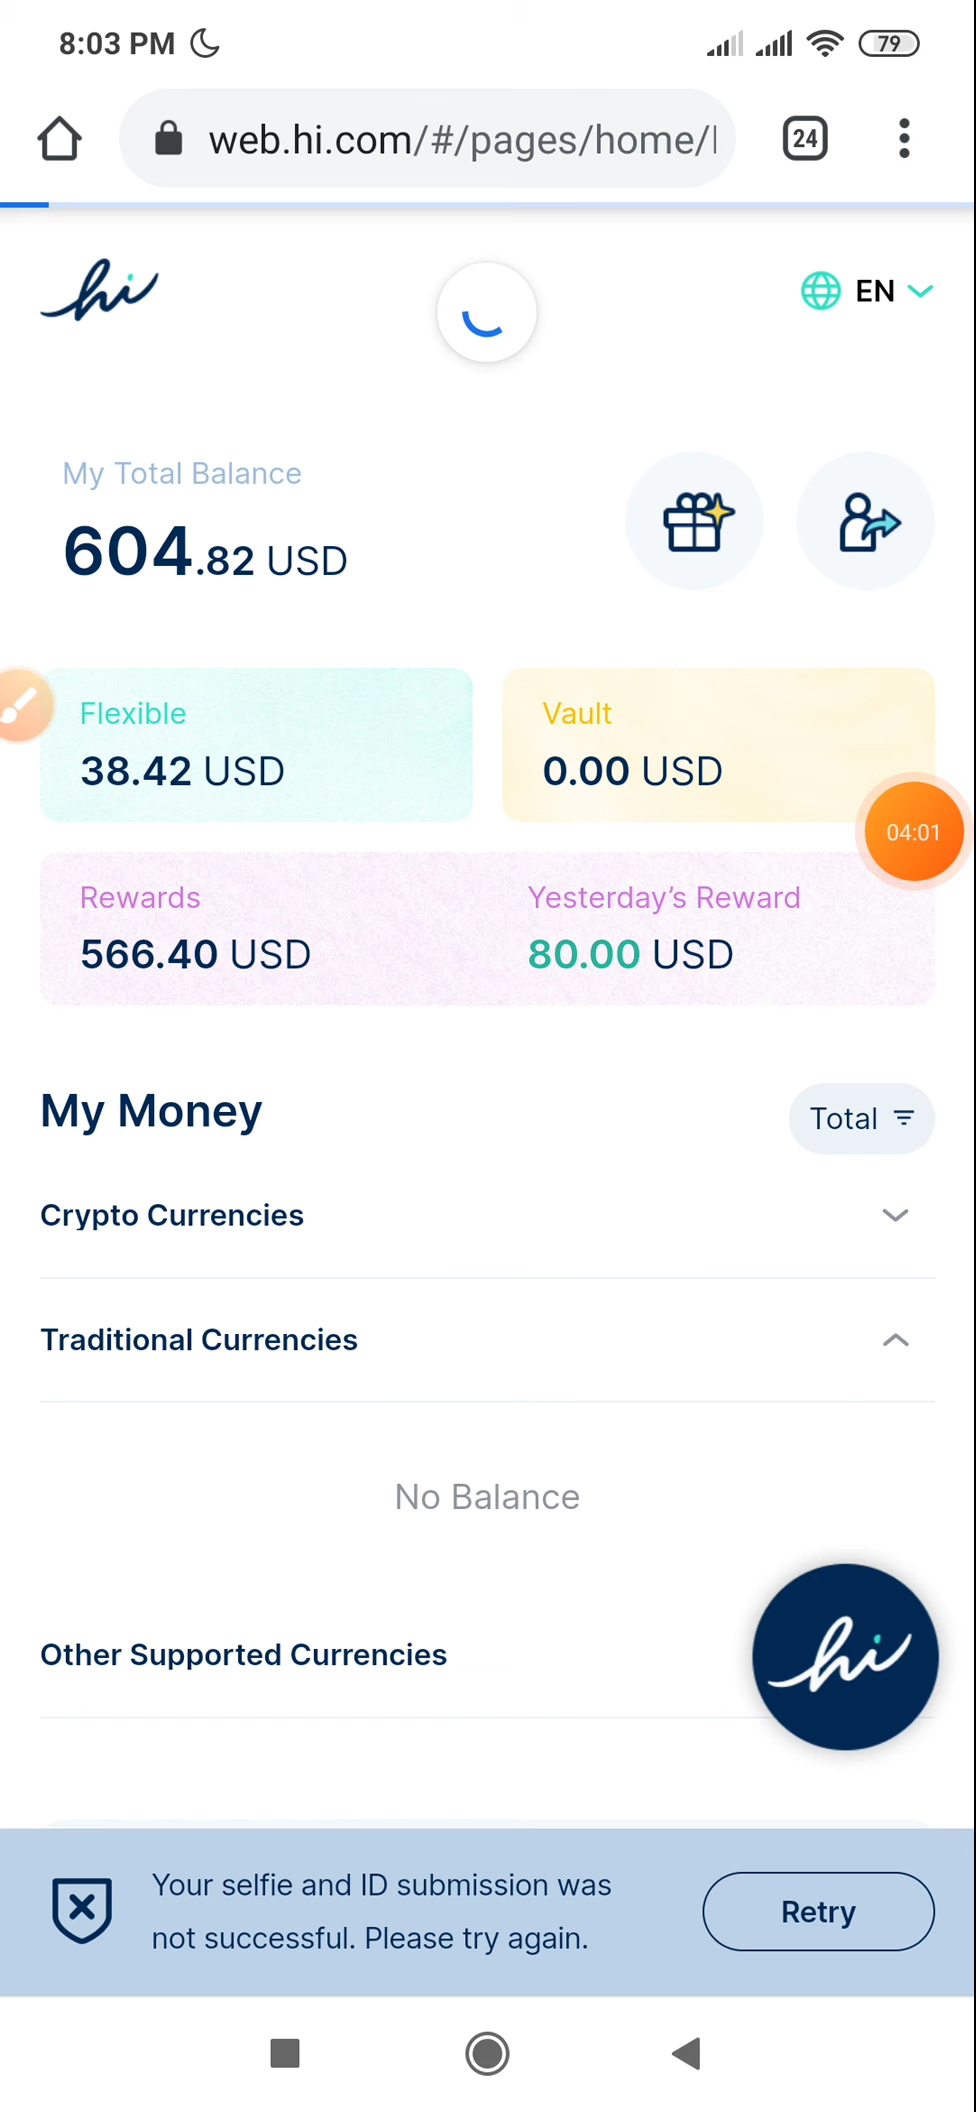 8:03 PM
79
web.hi.com/#/pages/home/
24
hi
EN
My Total Balance
604.82 USD
Flexible
38.42 USD
Vault
0.00 USD
04:01
Rewards
566.40 USD
Yesterday’s Reward
80.00 USD
My Money
Total
Crypto Currencies
Traditional Currencies
No Balance
Other Supported Currencies
hi
Your selfie and ID submission was
not successful. Please try again.
Retry